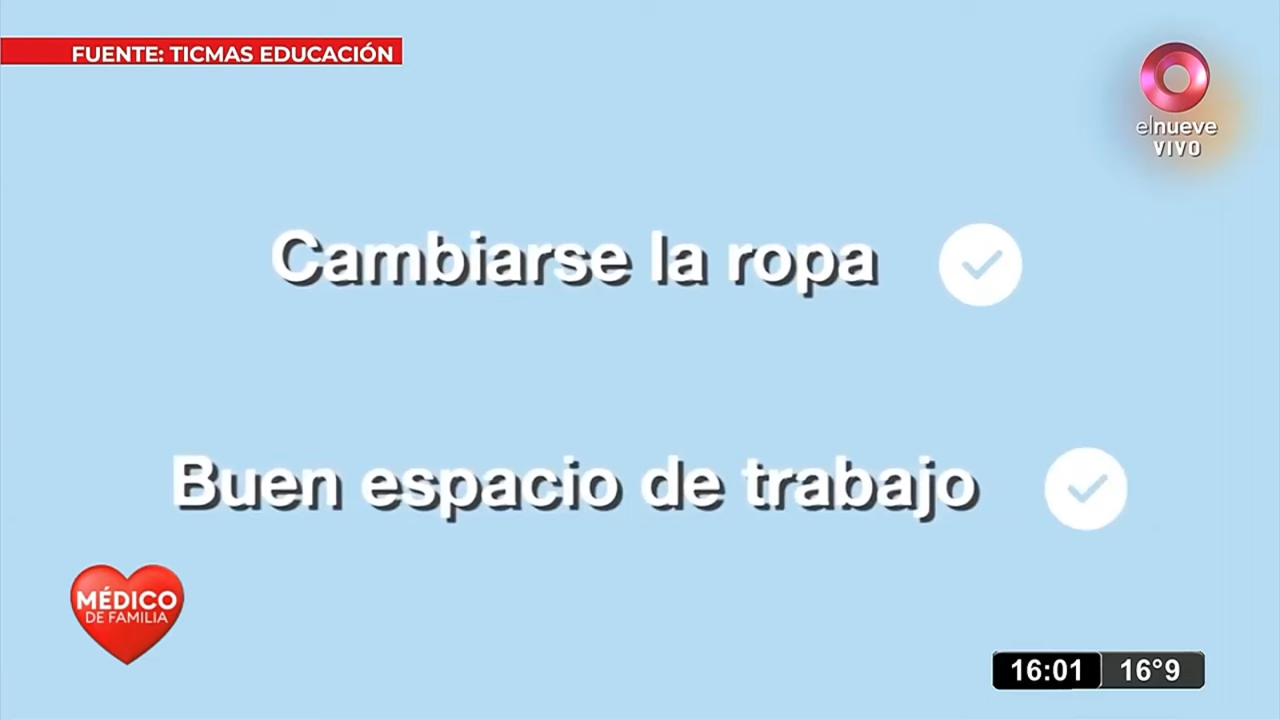 FUENTE: TICMAS EDUCACIÓN
elnueve
VIVO
Cambiarse la ropa
Buen espacio de trabajo
MÉDICO
DE FAMILIA
16:01 16°9